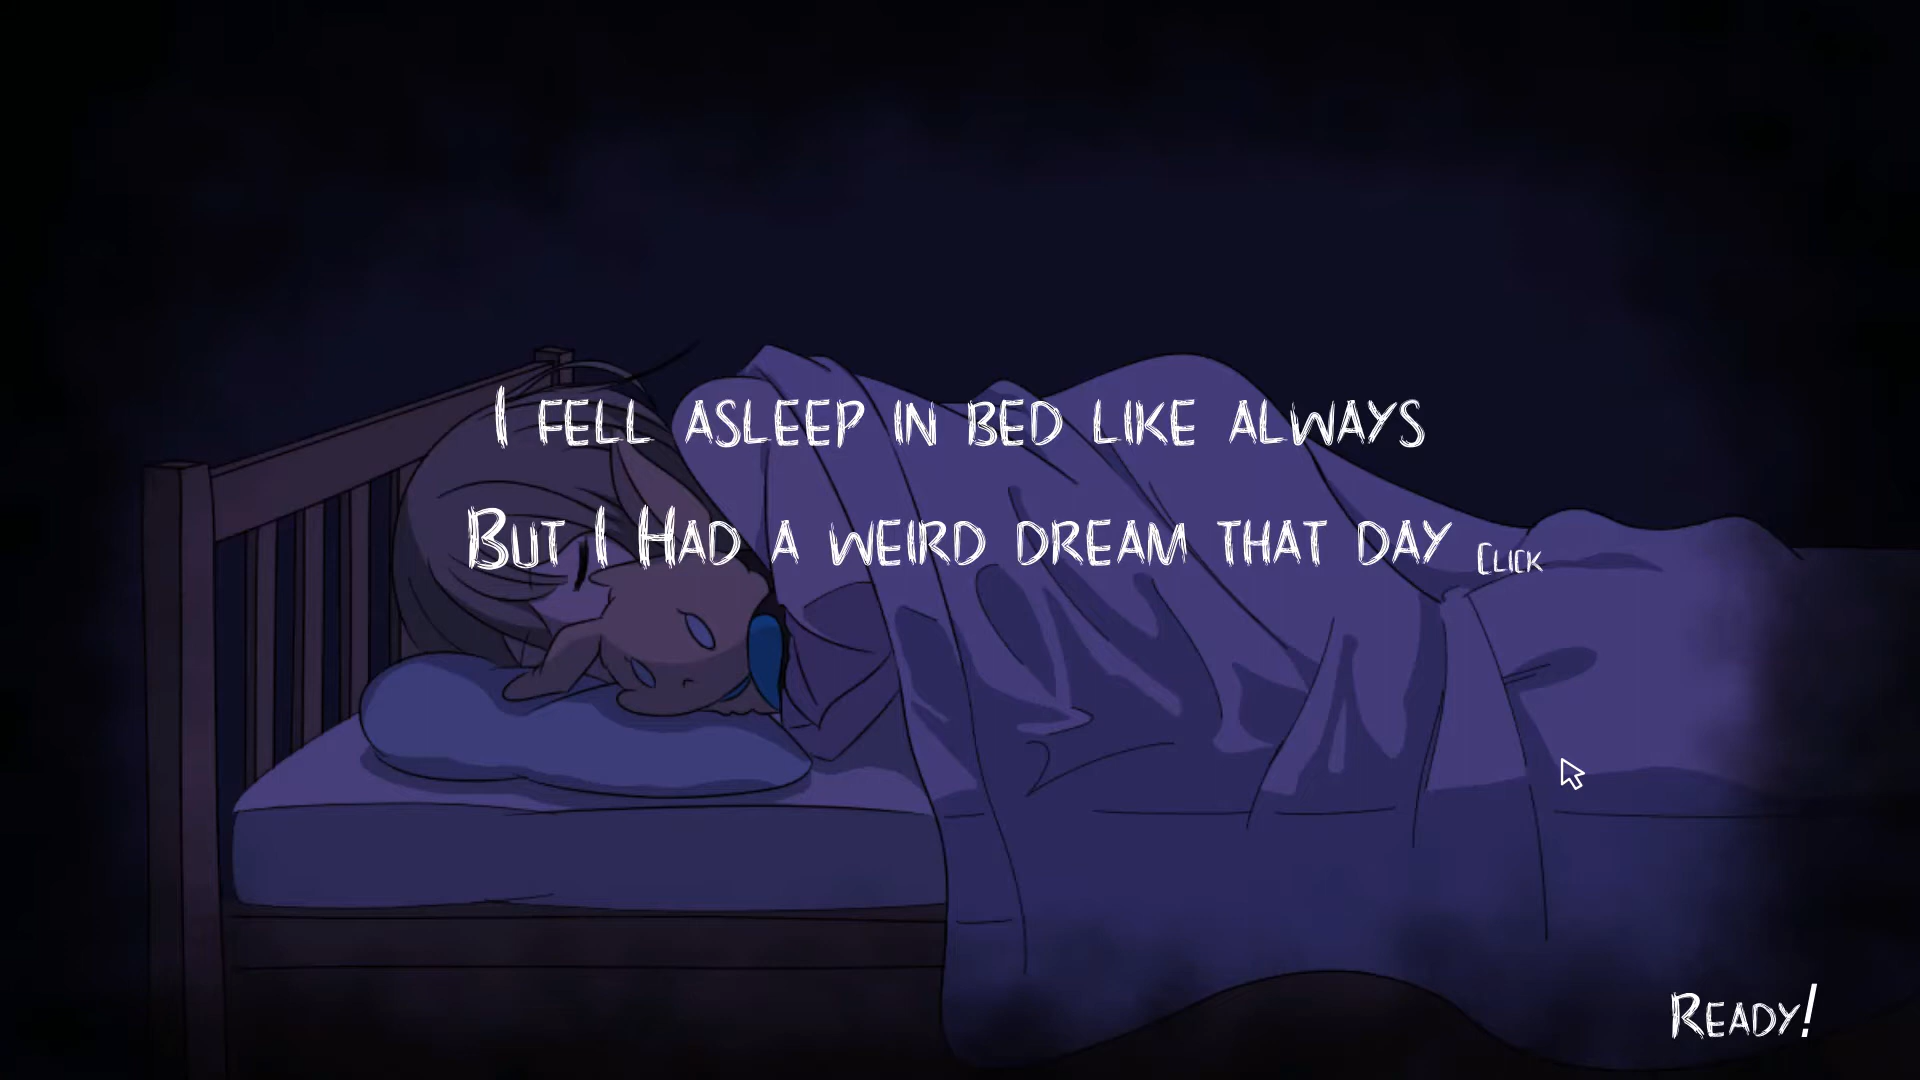 I fell asleep in bed like always
But I Had a weird dream that day Click
Ready!